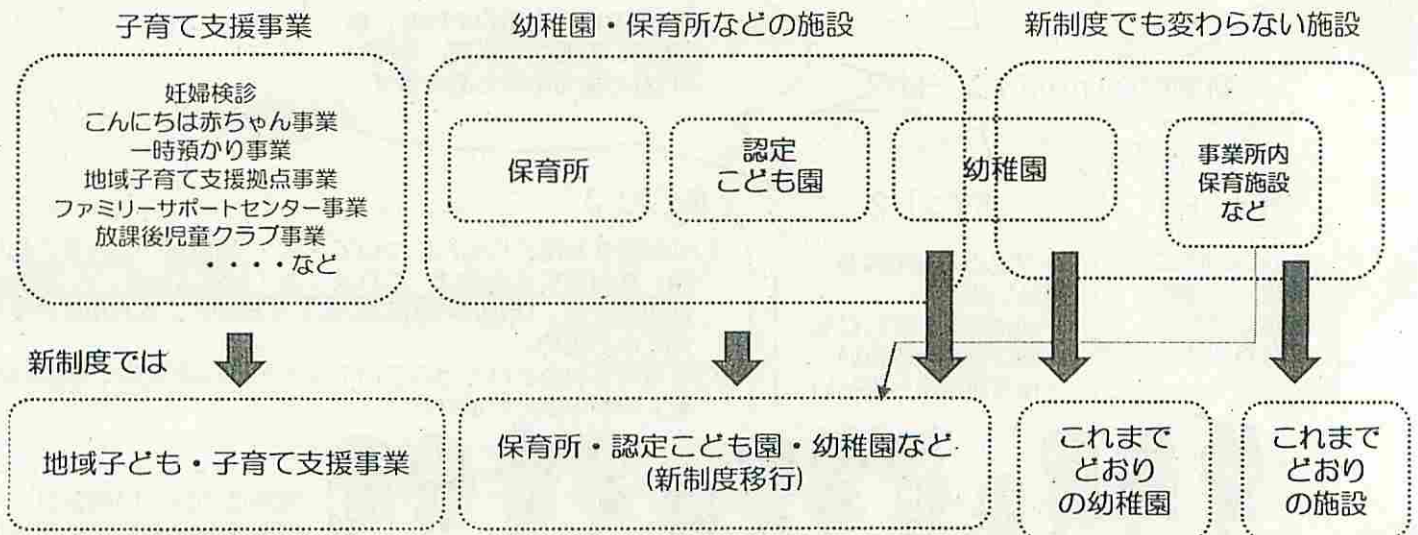 子育て支援事業
妊婦検診
こんにちは赤ちゃん事業
一時預かり事業
地域子育て支援拠点事業
ファミリーサポートセンター事業
放課後児童クラブ事業
・・・・など
幼稚園・保育所などの施設
保育所
認定
こども園
幼稚園
新制度でも変わらない施設
事業所内
保育施設
など
新制度では
地域子ども・子育て支援事業
保育所・認定こども園・幼稚園など
(新制度移行)
これまで
どおり
の幼稚園
これまで
どおり
の施設